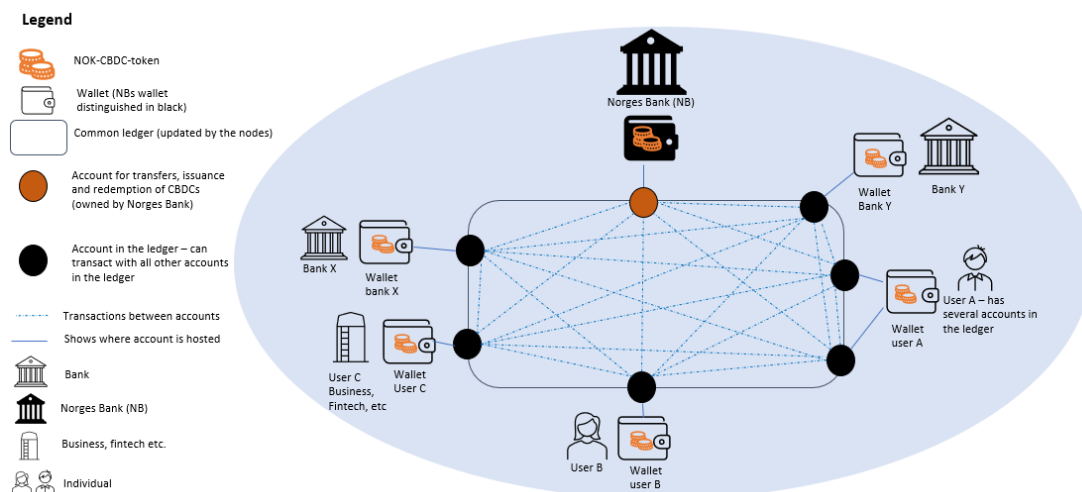 Legend
NOK-CBDC-token
Wallet (NBs wallet
distinguished in black)
Common ledger (updated by the nodes)
Account for transfers, issuance
and redemption of CBDCs
(owned by Norges Bank)
Account in the ledger – can
transact with all other accounts
in the ledger
Transactions between accounts
Shows where account is hosted
Bank
Norges Bank (NB)
Business, fintech etc.
Individual
Norges Bank (NB)
Wallet
Bank Y
Bank Y
Bank X
Wallet
bank X
User A – has
several accounts in
the ledger
Wallet
user A
User C
Business,
Fintech, etc
Wallet
User C
User B
Wallet
user B